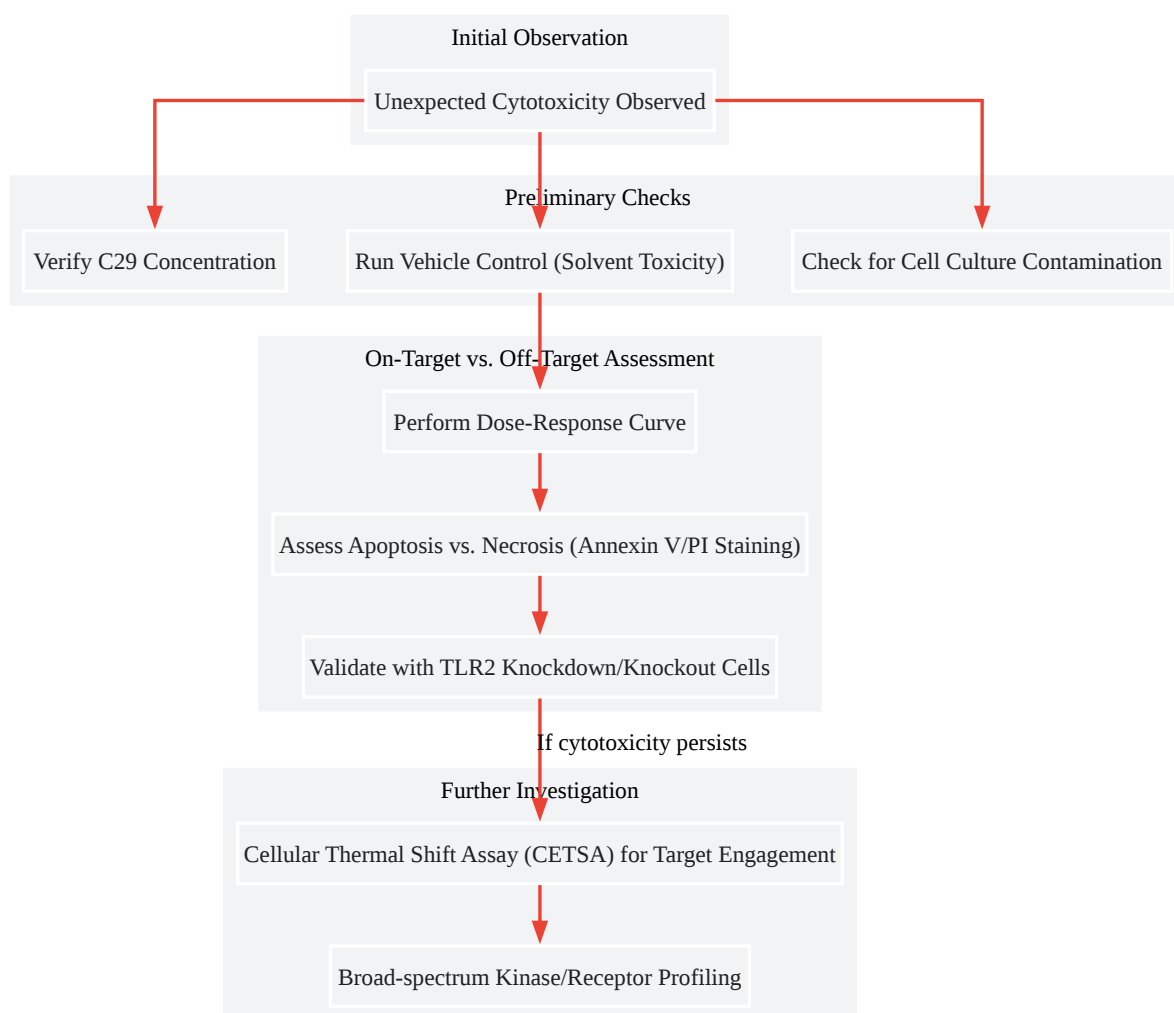 Initial Observation
Unexpected Cytotoxicity Observed
Preliminary Checks
Verify C29 Concentration
Run Vehicle Control (Solvent Toxicity)
Check for Cell Culture Contamination
On-Target vs. Off-Target Assessment
Perform Dose-Response Curve
Assess Apoptosis vs. Necrosis (Annexin V/PI Staining)
Validate with TLR2 Knockdown/Knockout Cells
If cytotoxicity persists
Further Investigation
Cellular Thermal Shift Assay (CETSA) for Target Engagement
Broad-spectrum Kinase/Receptor Profiling